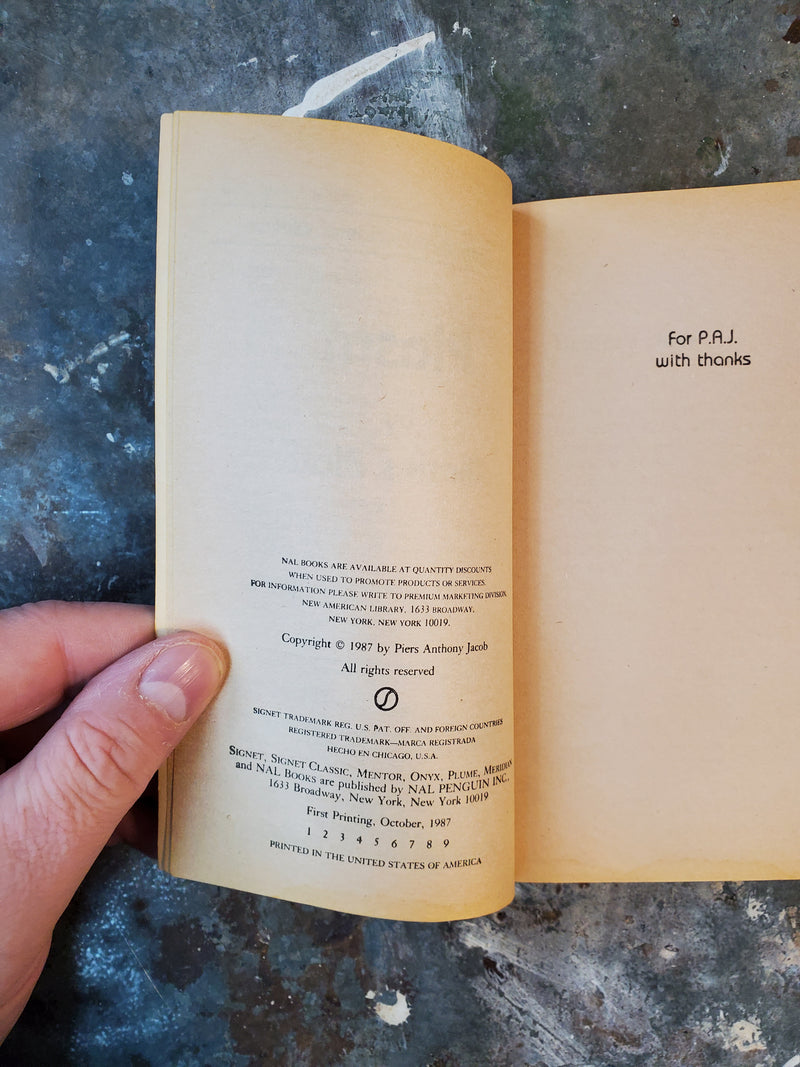 NAL BOOKS ARE AVAILABLE AT QUANTITY DISCOUNTS
WHEN USED TO PROMOTE PRODUCTS OR SERVICES.
FOR INFORMATION PLEASE WRITE TO PREMIUM MARKETING DIVISION,
NEW AMERICAN LIBRARY, 1633 BROADWAY,
NEW YORK, NEW YORK 10019.
Copyright © 1987 by Piers Anthony Jacob
All rights reserved
SIGNET TRADEMARK REG. U.S. PAT. OFF. AND FOREIGN COUNTRIES
REGISTERED TRADEMARK—MARCA REGISTRADA
HECHO EN CHICAGO, U.S.A.
SIGNET, SIGNET CLASSIC, MENTOR, ONYX, PLUME, MERIDIAN
and NAL BOOKS are published by NAL PENGUIN INC.,
1633 Broadway, New York, New York 10019
First Printing, October, 1987
1 2 3 4 5 6 7 8 9
PRINTED IN THE UNITED STATES OF AMERICA
For P.A.J.
with thanks